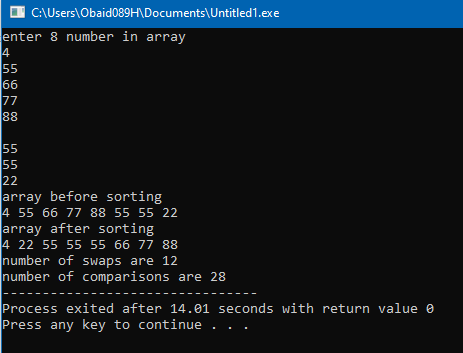 C:\Users\Obaid089H\Documents\Untitled1.exe
enter 8 number in array
4
55
66
77
88
55
55
22
array before sorting
4 55 66 77 88 55 55 22
array after sorting
4 22 55 55 55 66 77 88
number of swaps are 12
number of comparisons are 28
--------------------------------
Process exited after 14.01 seconds with return value 0
Press any key to continue . . .